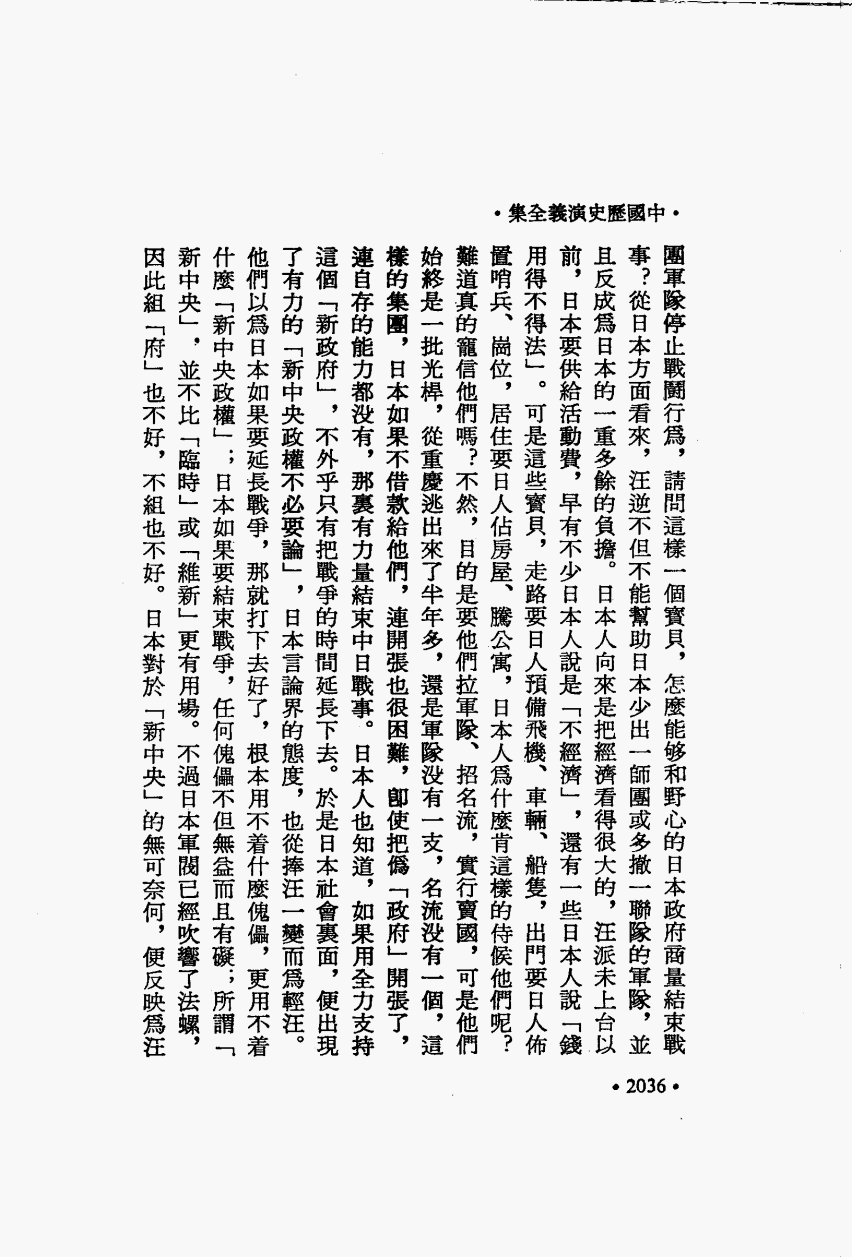 •中國歷史演義全集•
團軍隊停止戰鬪行爲，請問這樣一個寶貝，怎麼能够和野心的日本政府商量結束戰
事？從日本方面看來，汪逆不但不能幫助日本少出一師團或多撤一聯隊的軍隊，並
且反成爲日本的一重多餘的負擔。日本人向來是把經濟看得很大的，汪派未上台以
前，日本要供給活動費，早有不少日本人說是「不經濟」，還有一些日本人說「錢
用得不得法」。可是這些寶貝，走路要日人預備飛機、車輛、船隻，出門要日人佈
置哨兵、崗位，居住要日人佔房屋、騰公寓，日本人爲什麼肯這樣的侍候他們呢？
難道真的寵信他們嗎？不然，目的是要他們拉軍隊、招名流，實行賣國，可是他們
始終是一批光桿，從重慶逃出來了半年多，還是軍隊没有一支，名流没有一個，這
樣的集團，日本如果不借款給他們，連開張也很困難，卽使把僞「政府」開張了，
連自存的能力都没有，那裏有力量結束中日戰事。日本人也知道，如果用全力支持
這個「新政府」，不外乎只有把戰爭的時間延長下去。於是日本社會裏面，便出現
了有力的「新中央政權不必要論」，日本言論界的態度，也從捧汪一變而爲輕汪。
他們以爲日本如果要延長戰爭，那就打下去好了，根本用不着什麼傀儡，更用不着
什麼「新中央政權」；日本如果要結束戰爭，任何傀儡不但無益而且有礙；所謂「
新中央」，並不比「臨時」或「維新」更有用場。不過日本軍閥已經吹響了法螺，
因此組「府」也不好，不組也不好。日本對於「新中央」的無可奈何，便反映爲汪
•2036•